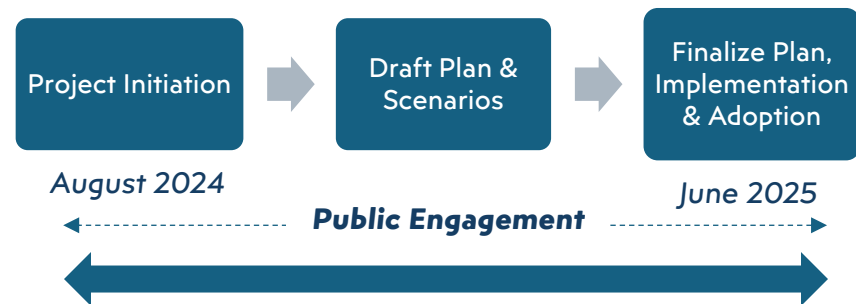 Project Initiation
Draft Plan &
Scenarios
Finalize Plan,
Implementation
& Adoption
August 2024
June 2025
Public Engagement